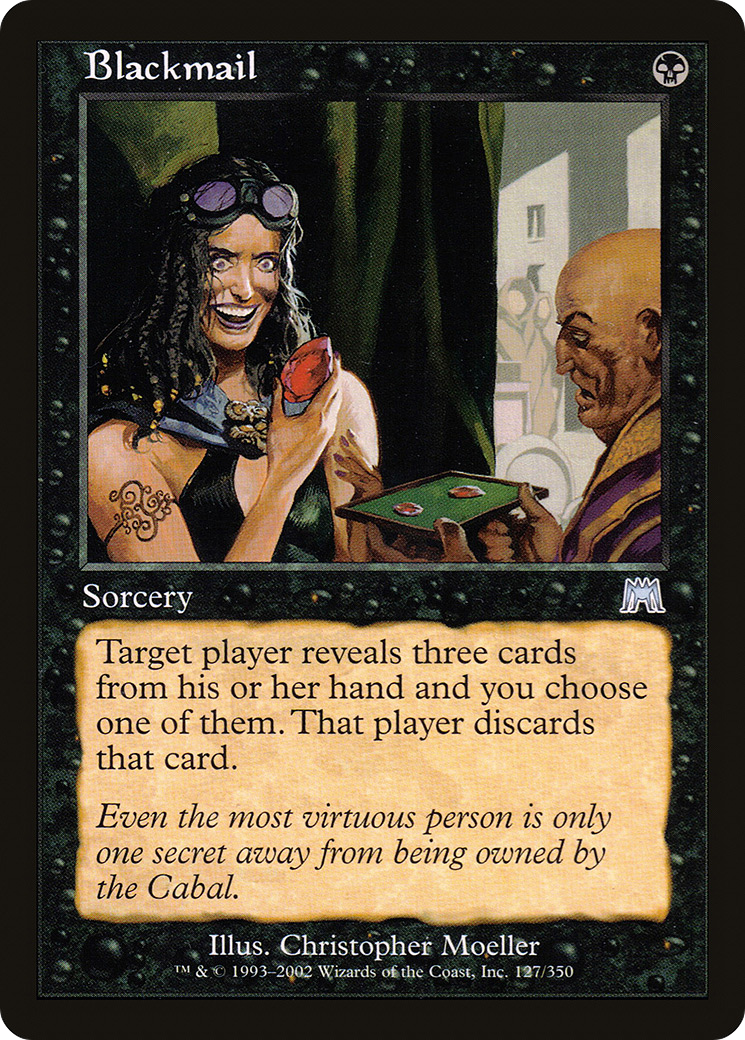 Blackmail
Sorcery
Target player reveals three cards
from his or her hand and you choose
one of them. That player discards
that card.
Even the most virtuous person is only
one secret away from being owned by
the Cabal.
Illus. Christopher Moeller
™ & © 1993–2002 Wizards of the Coast, Inc. 127/350